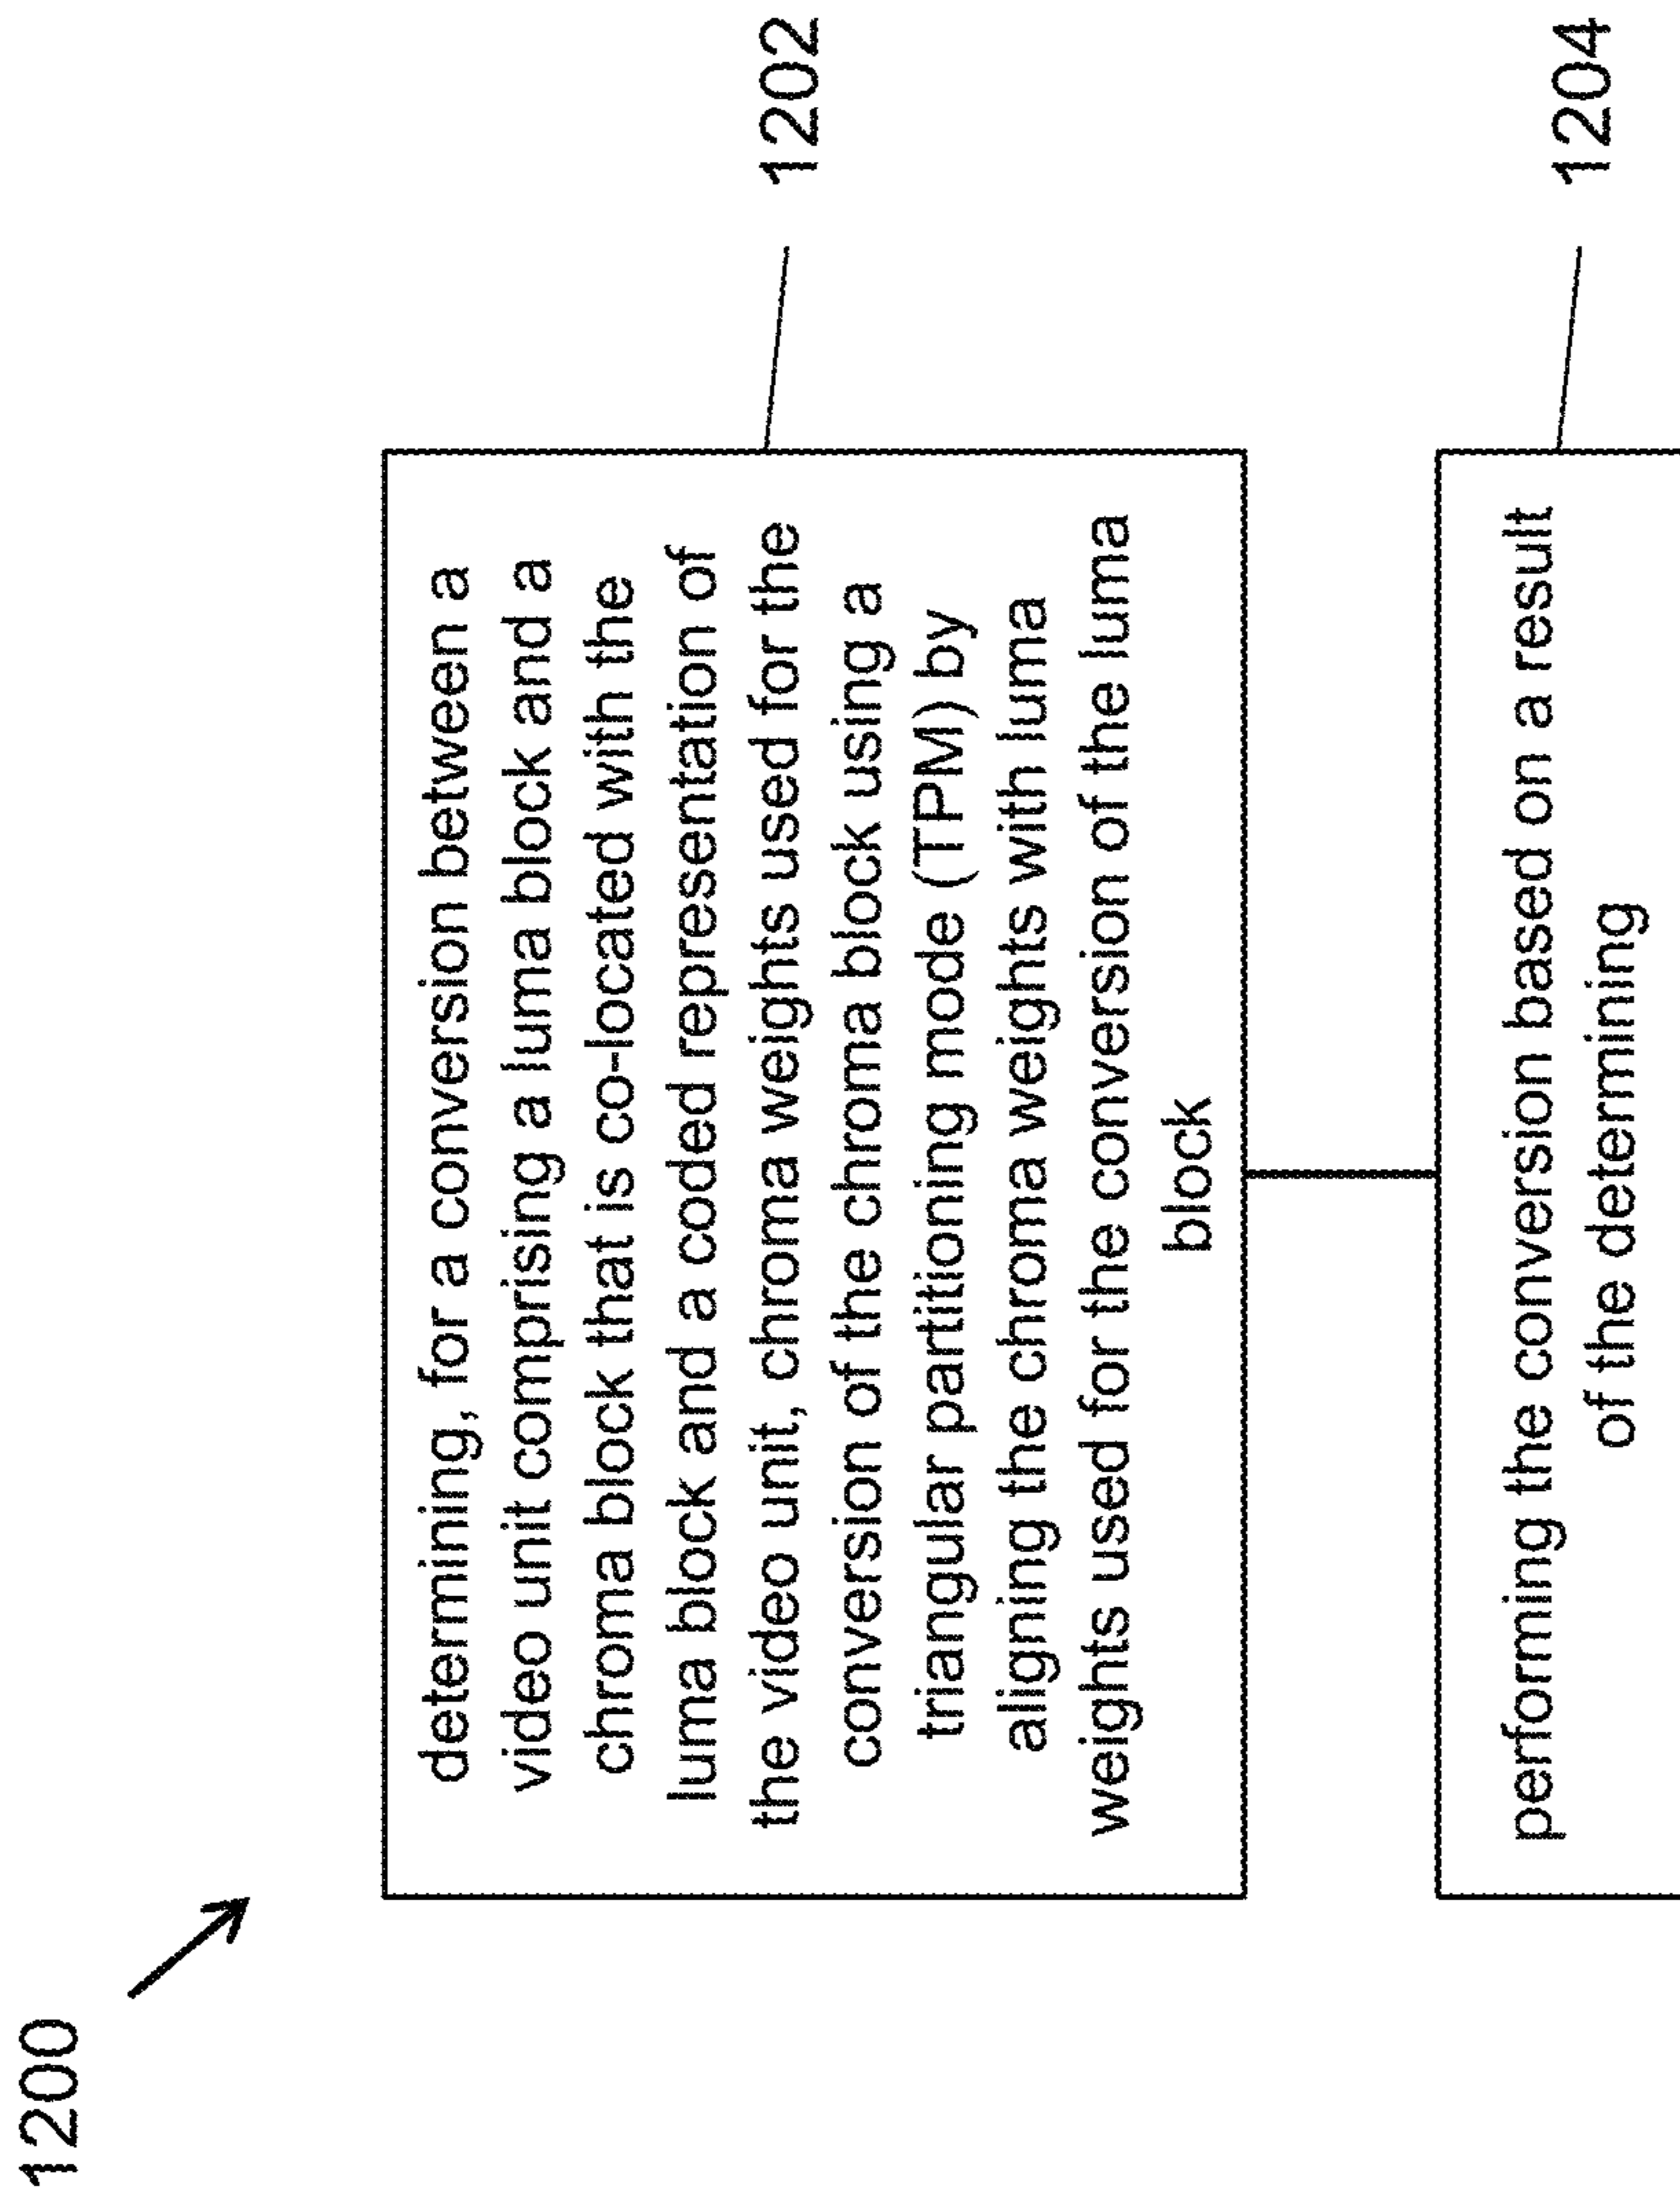 1200
determining, for a conversion between a
video unit comprising a luma block and a
chroma block that is co-located with the
luma block and a coded representation of
the video unit, chroma weights used for the
conversion of the chroma block using a
triangular partitioning mode (TPM) by
aligning the chroma weights with luma
weights used for the conversion of the luma
block
1202
performing the conversion based on a result
of the determining
1204